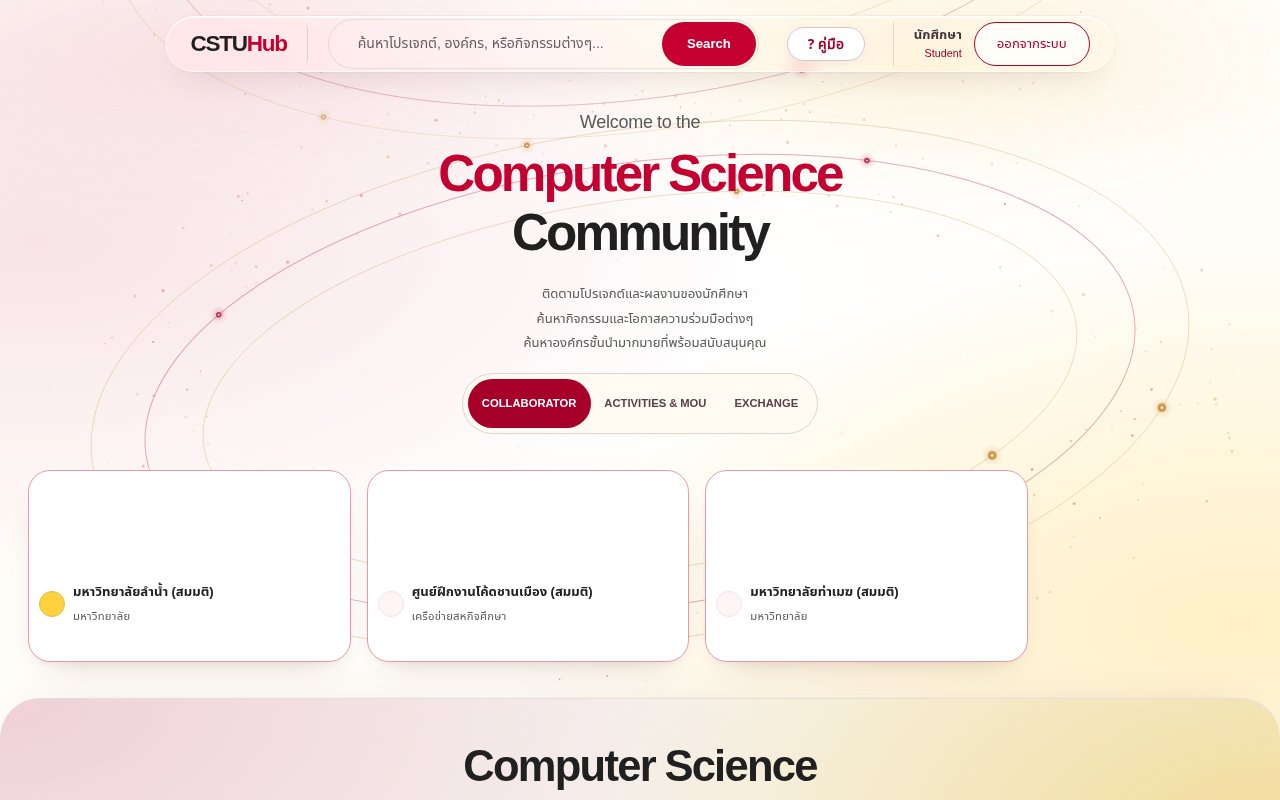 CSTUHub
ค้นหาโปรเจกต์, องค์กร, หรือกิจกรรมต่างๆ...
Search
? คู่มือ
นักศึกษา
Student
ออกจากระบบ
Welcome to the
Computer Science
Community
ติดตามโปรเจกต์และผลงานของนักศึกษา
ค้นหากิจกรรมและโอกาสความร่วมมือต่างๆ
ค้นหาองค์กรชั้นนำมากมายที่พร้อมสนับสนุนคุณ
COLLABORATOR
ACTIVITIES & MOU
EXCHANGE
มหาวิทยาลัยลำน้ำ (สมมติ)
มหาวิทยาลัย
ศูนย์ฝึกงานโค้ดชานเมือง (สมมติ)
เครือข่ายสหกิจศึกษา
มหาวิทยาลัยท่าเมฆ (สมมติ)
มหาวิทยาลัย
Computer Science